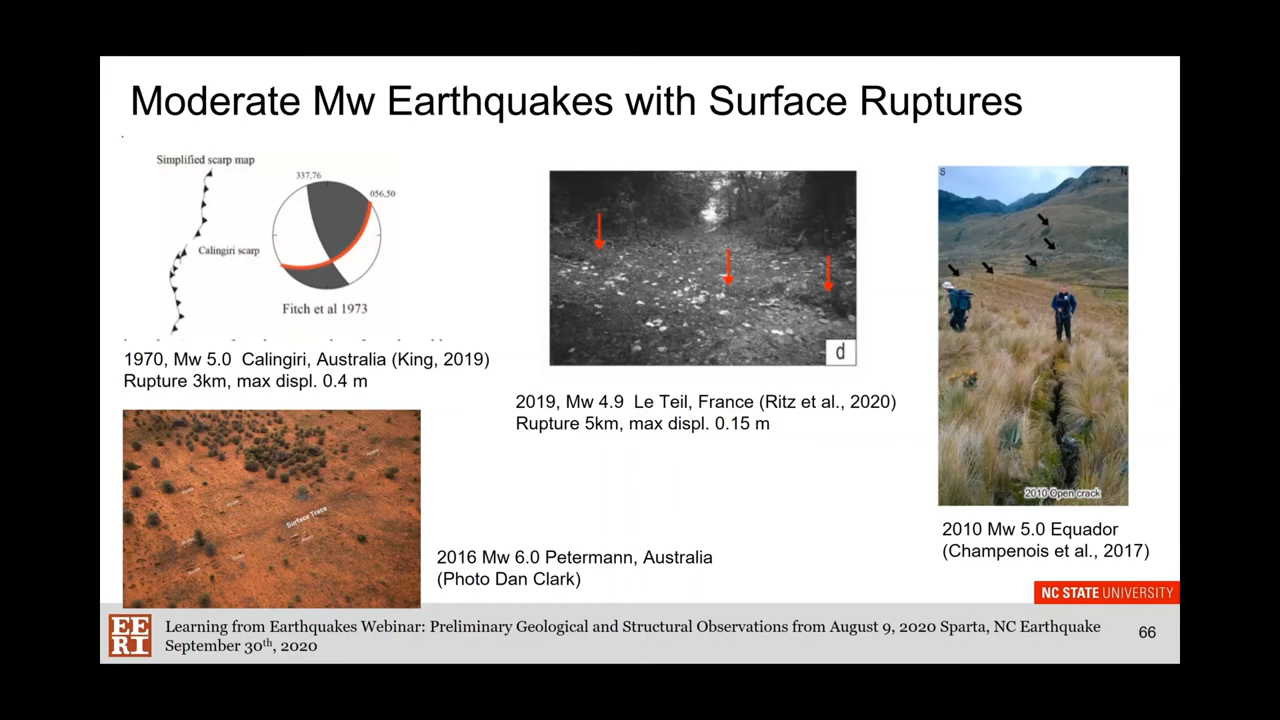 Moderate Mw Earthquakes with Surface Ruptures
Simplified scarp map
337,76
056,50
Calingiri scarp
Fitch et al 1973
1970, Mw 5.0 Calingiri, Australia (King, 2019)
Rupture 3km, max displ. 0.4 m
d
2019, Mw 4.9 Le Teil, France (Ritz et al., 2020)
Rupture 5km, max displ. 0.15 m
S
N
2010 Open crack
2010 Mw 5.0 Equador
(Champenois et al., 2017)
Surface Trace
2016 Mw 6.0 Petermann, Australia
(Photo Dan Clark)
NC STATE UNIVERSITY
EE
RI
Learning from Earthquakes Webinar: Preliminary Geological and Structural Observations from August 9, 2020 Sparta, NC Earthquake
September 30th, 2020
66